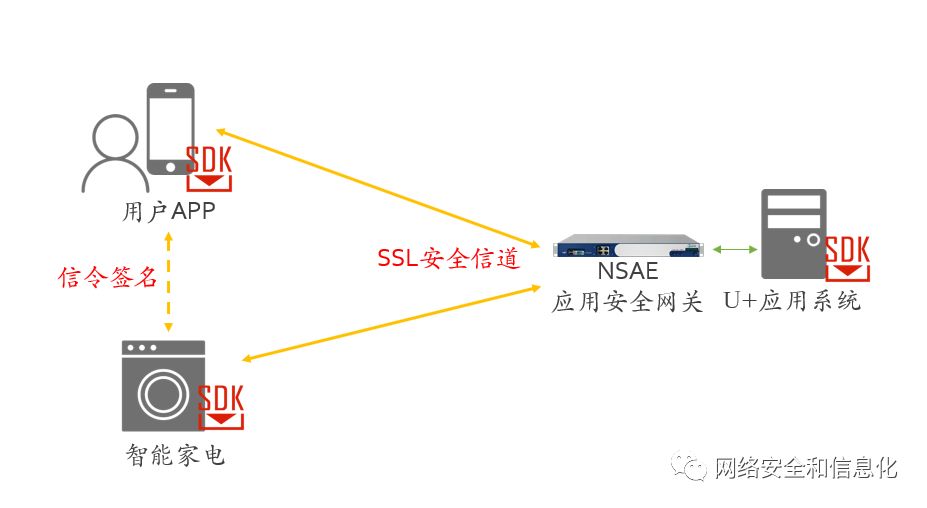 SDK
用户APP
信令签名
SSL安全信道
NSAE
应用安全网关
SDK
U+应用系统
SDK
智能家电
网络安全和信息化